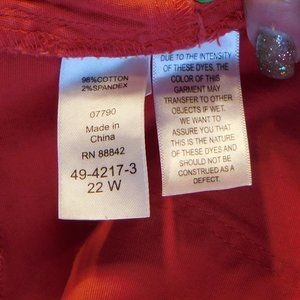 98%COTTON
2%SPANDEX
07790
Made in
China
RN 88842
49-4217-3
22 W
DUE TO THE INTENSITY
OF THESE DYES, THE
COLOR OF THIS
GARMENT MAY
TRANSFER TO OTHER
OBJECTS IF WET.
WE WANT TO
ASSURE YOU THAT
THIS IS THE NATURE
OF THESE DYES AND
SHOULD NOT BE
CONSTRUED AS A
DEFECT.